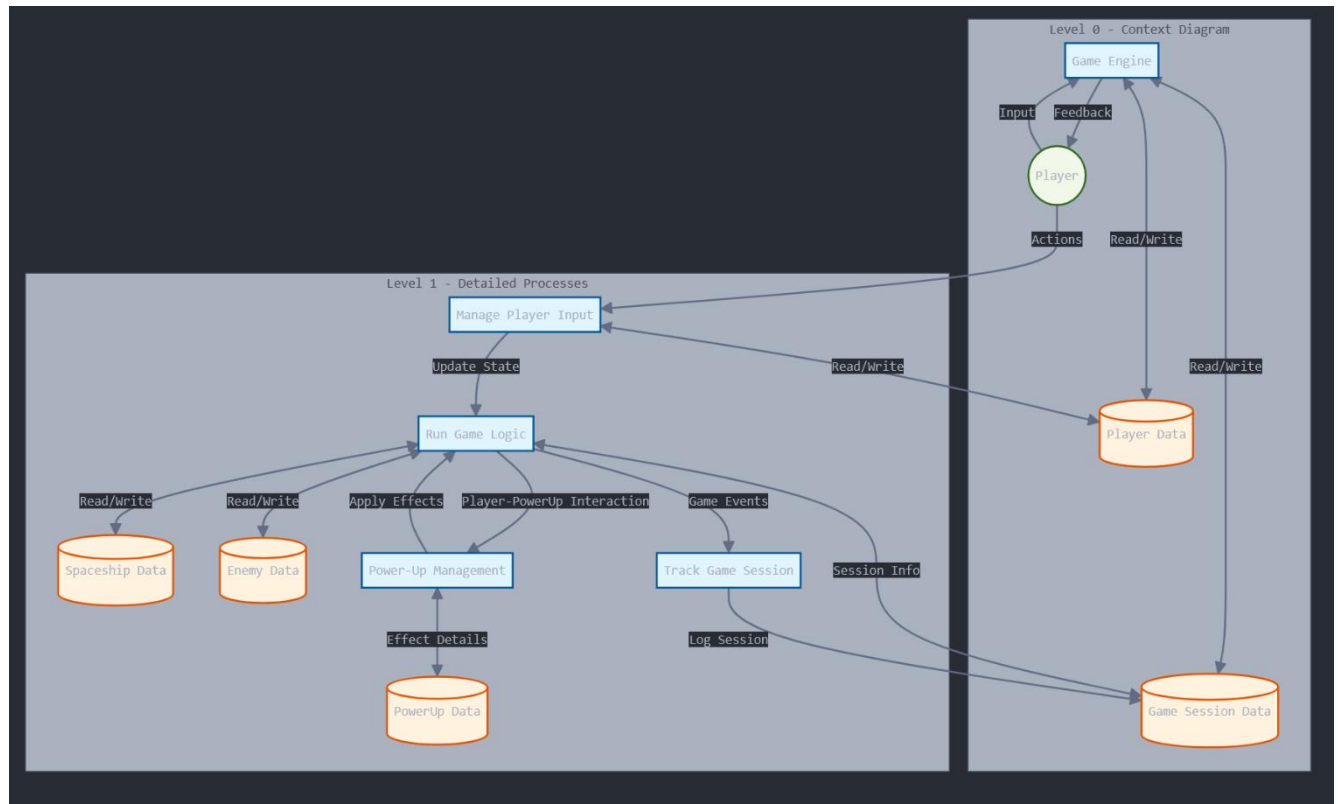 Level 0 - Context Diagram
Game Engine
Input
Feedback
Player
Actions
Read/Write
Level 1 - Detailed Processes
Manage Player Input
Update State
Read/Write
Read/Write
Player Data
Run Game Logic
Read/Write
Read/Write
Apply Effects
Player-PowerUp Interaction
Game Events
Spaceship Data
Enemy Data
Power-Up Management
Track Game Session
Session Info
Effect Details
Log Session
PowerUp Data
Game Session Data